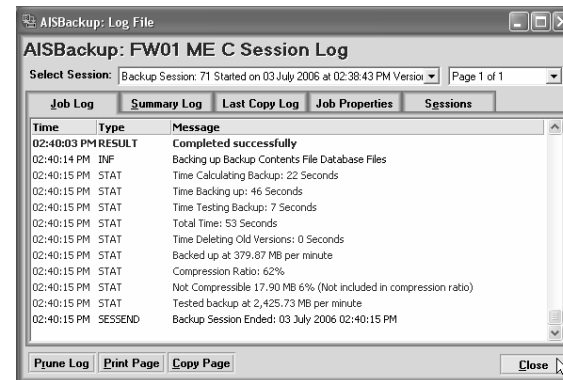 AISBackup: Log File
AISBackup: FW01 ME C Session Log
Select Session: Backup Session: 71 Started on 03 July 2006 at 02:38:43 PM Version Page 1 of 1
Job Log Summary Log Last Copy Log Job Properties Sessions
Time Type Message
02:40:03 PM RESULT Completed successfully
02:40:14 PM INF Backing up Backup Contents File Database Files
02:40:15 PM STAT Time Calculating Backup: 22 Seconds
02:40:15 PM STAT Time Backing up: 46 Seconds
02:40:15 PM STAT Time Testing Backup: 7 Seconds
02:40:15 PM STAT Total Time: 53 Seconds
02:40:15 PM STAT Time Deleting Old Versions: 0 Seconds
02:40:15 PM STAT Backed up at 379.87 MB per minute
02:40:15 PM STAT Compression Ratio: 62%
02:40:15 PM STAT Not Compressible 17.90 MB 6% (Not included in compression ratio)
02:40:15 PM STAT Tested backup at 2,425.73 MB per minute
02:40:15 PM SESSEND Backup Session Ended: 03 July 2006 02:40:15 PM
Prune Log Print Page Copy Page Close